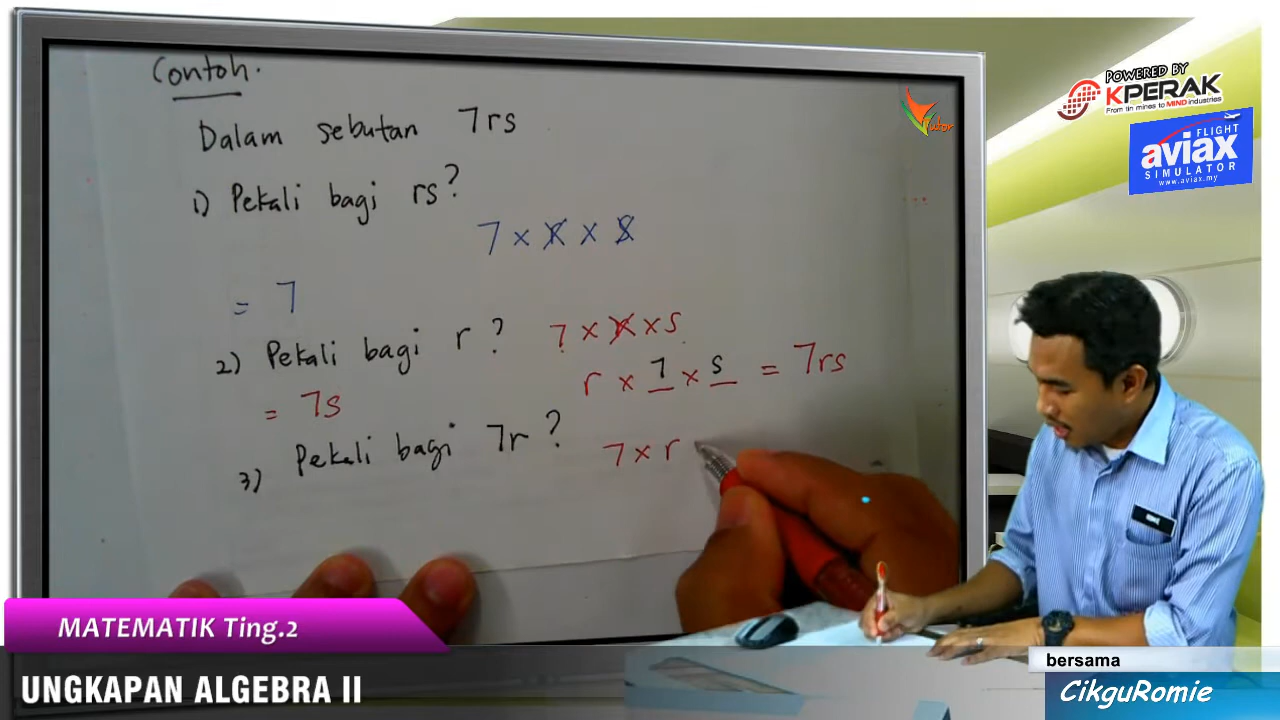 Contoh.
Dalam sebutan 7rs
1) Pekali bagi rs?
7 × r × s
= 7
2) Pekali bagi r? 7 × r × s
r × 7 × s = 7rs
= 7s
3) Pekali bagi 7r? 7 × r
POWERED BY
KPERAK
From tin mines to MIND industries
FLIGHT
aviax
SIMULATOR
www.aviax.my
Tutor
MATEMATIK Ting.2
UNGKAPAN ALGEBRA II
bersama
CikguRomie